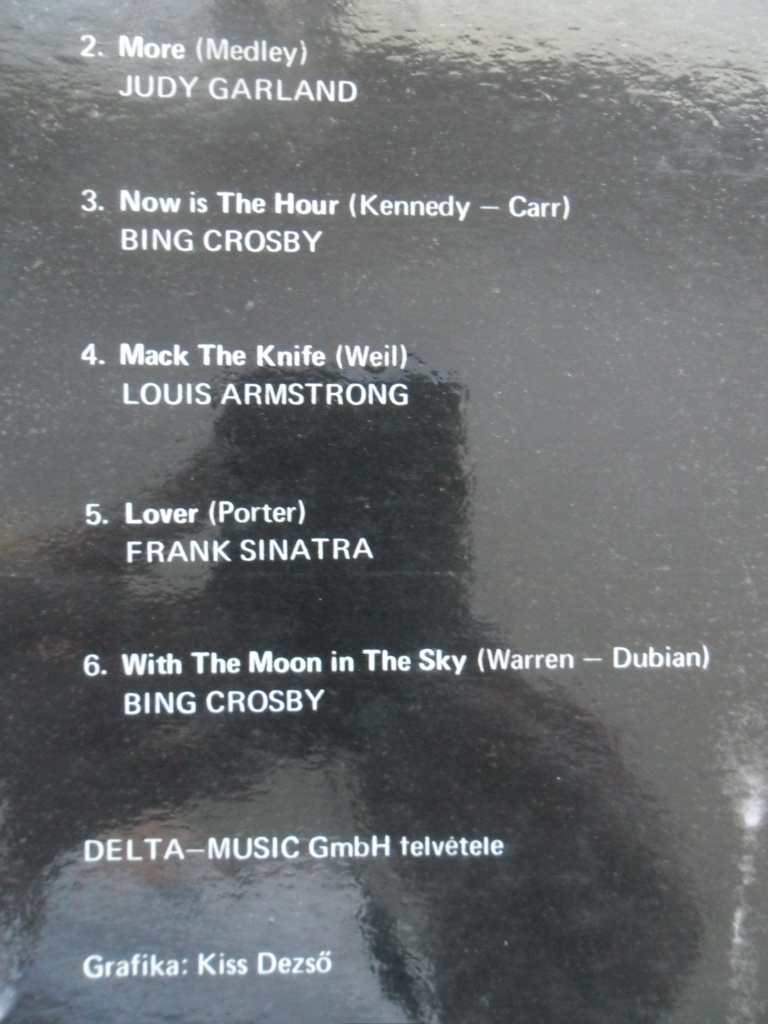 2. More (Medley)
JUDY GARLAND
3. Now is The Hour (Kennedy — Carr)
BING CROSBY
4. Mack The Knife (Weil)
LOUIS ARMSTRONG
5. Lover (Porter)
FRANK SINATRA
6. With The Moon in The Sky (Warren — Dubian)
BING CROSBY
DELTA—MUSIC GmbH telvétele
Grafika: Kiss Dezső